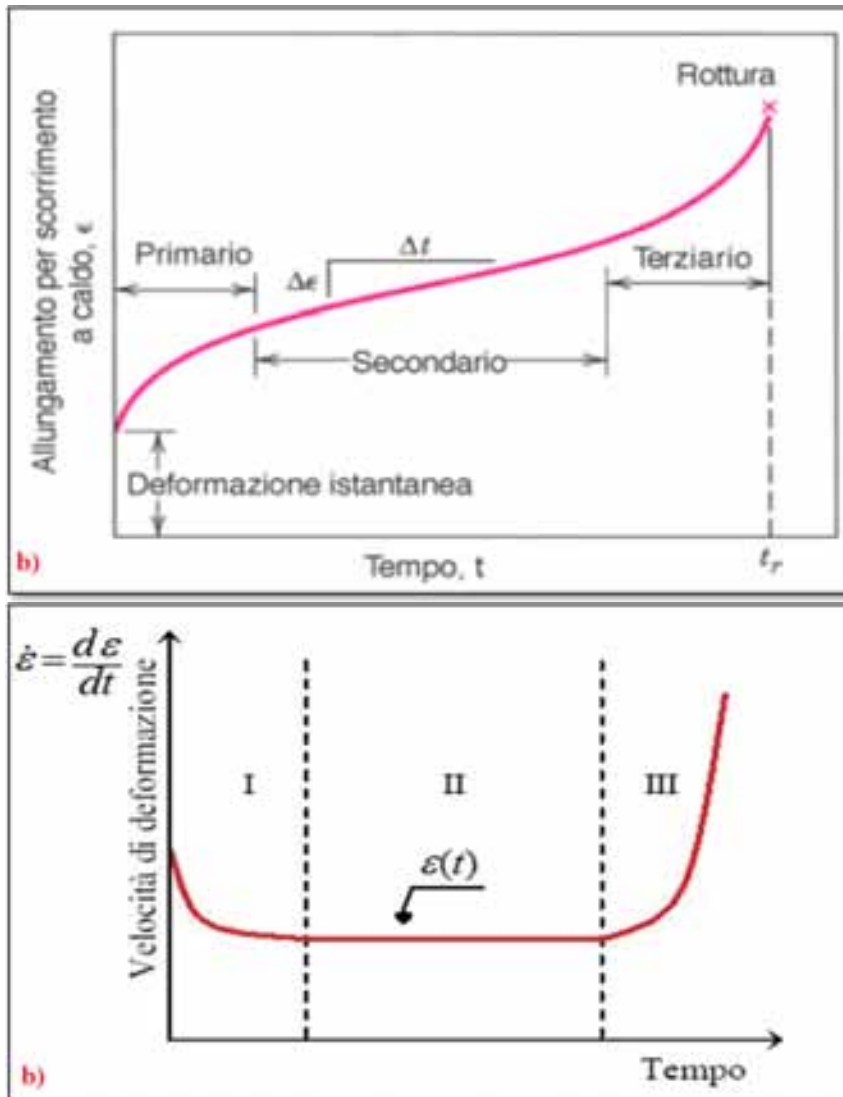 Rottura
Allungamento per scorrimento
a caldo, ϵ
Primario
Δt
Δϵ
Terziario
Secondario
Deformazione istantanea
b)
Tempo, t
tᵣ
ε̇ = dε/dt
Velocità di deformazione
I
II
III
ε(t)
b)
Tempo